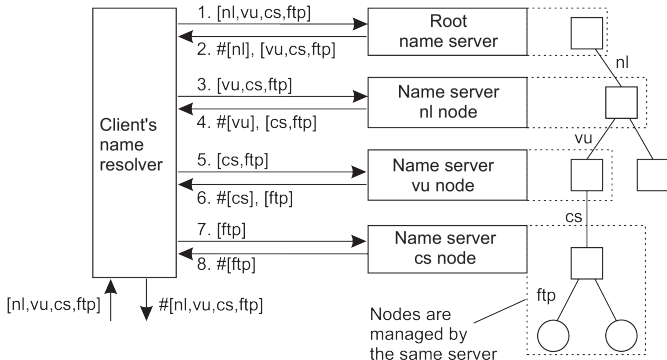 1. [nl,vu,cs,ftp]
2. #[nl], [vu,cs,ftp]
Root
name server
nl
3. [vu,cs,ftp]
4. #[vu], [cs,ftp]
Name server
nl node
Client's
name
resolver
vu
5. [cs,ftp]
6. #[cs], [ftp]
Name server
vu node
cs
7. [ftp]
8. #[ftp]
Name server
cs node
ftp
[nl,vu,cs,ftp]
#[nl,vu,cs,ftp]
Nodes are
managed by
the same server